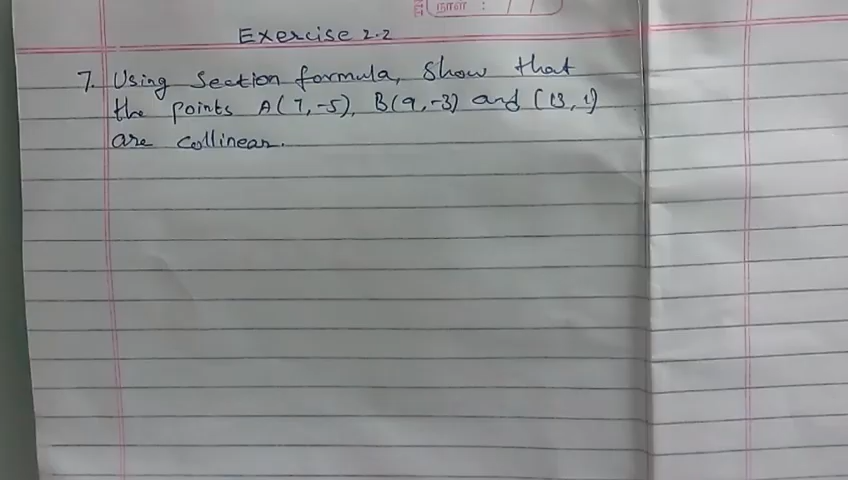 நாள் : / /
Exercise 2.2
7. Using Section formula, Show that
the points A(7,-5), B(9,-3) and (13,1)
are collinear.